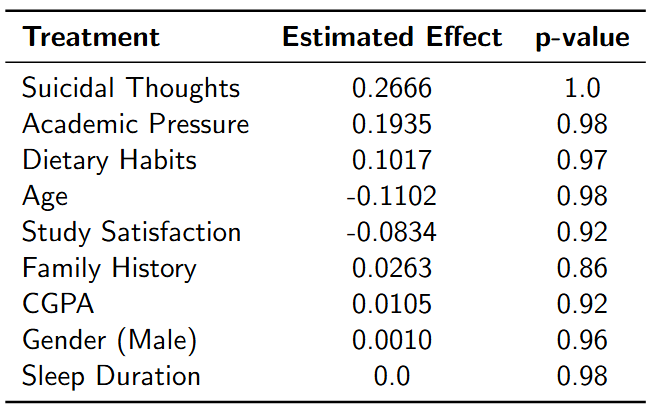 Treatment Estimated Effect p-value
Suicidal Thoughts 0.2666 1.0
Academic Pressure 0.1935 0.98
Dietary Habits 0.1017 0.97
Age -0.1102 0.98
Study Satisfaction -0.0834 0.92
Family History 0.0263 0.86
CGPA 0.0105 0.92
Gender (Male) 0.0010 0.96
Sleep Duration 0.0 0.98